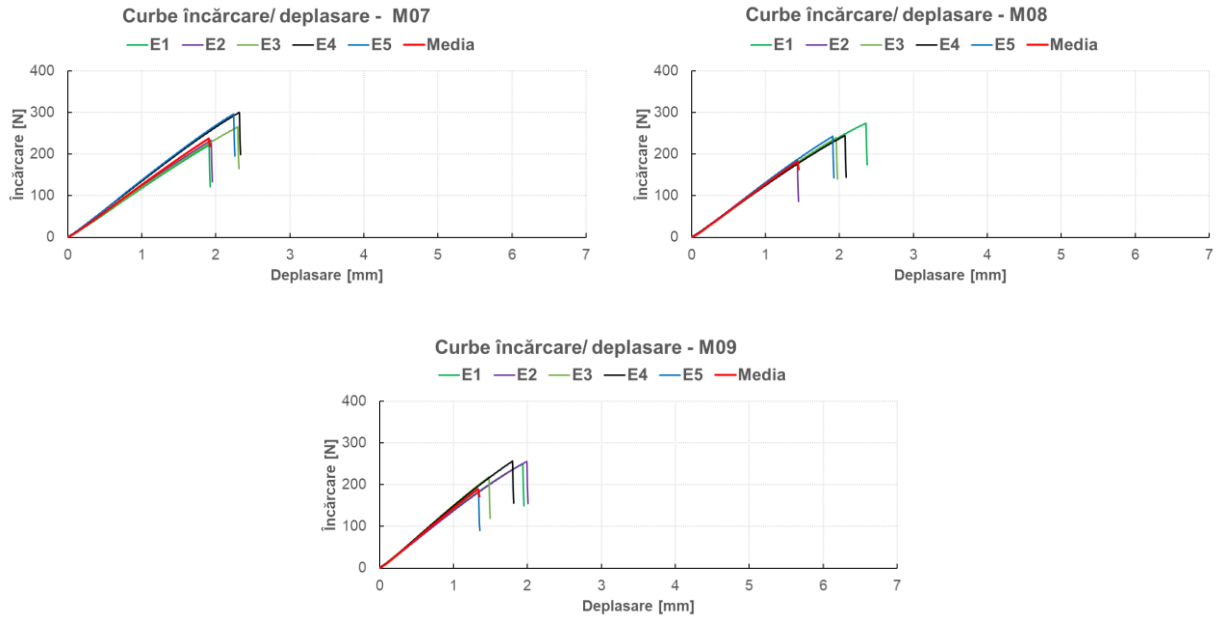 Curbe încărcare/ deplasare -  M07
E1 E2 E3 E4 E5 Media
400
300
200
100
0
Încărcare [N]
0 1 2 3 4 5 6 7
Deplasare [mm]
Curbe încărcare/ deplasare - M08
E1 E2 E3 E4 E5 Media
400
300
200
100
0
Încărcare [N]
0 1 2 3 4 5 6 7
Deplasare [mm]
Curbe încărcare/ deplasare - M09
E1 E2 E3 E4 E5 Media
400
300
200
100
0
Încărcare [N]
0 1 2 3 4 5 6 7
Deplasare [mm]